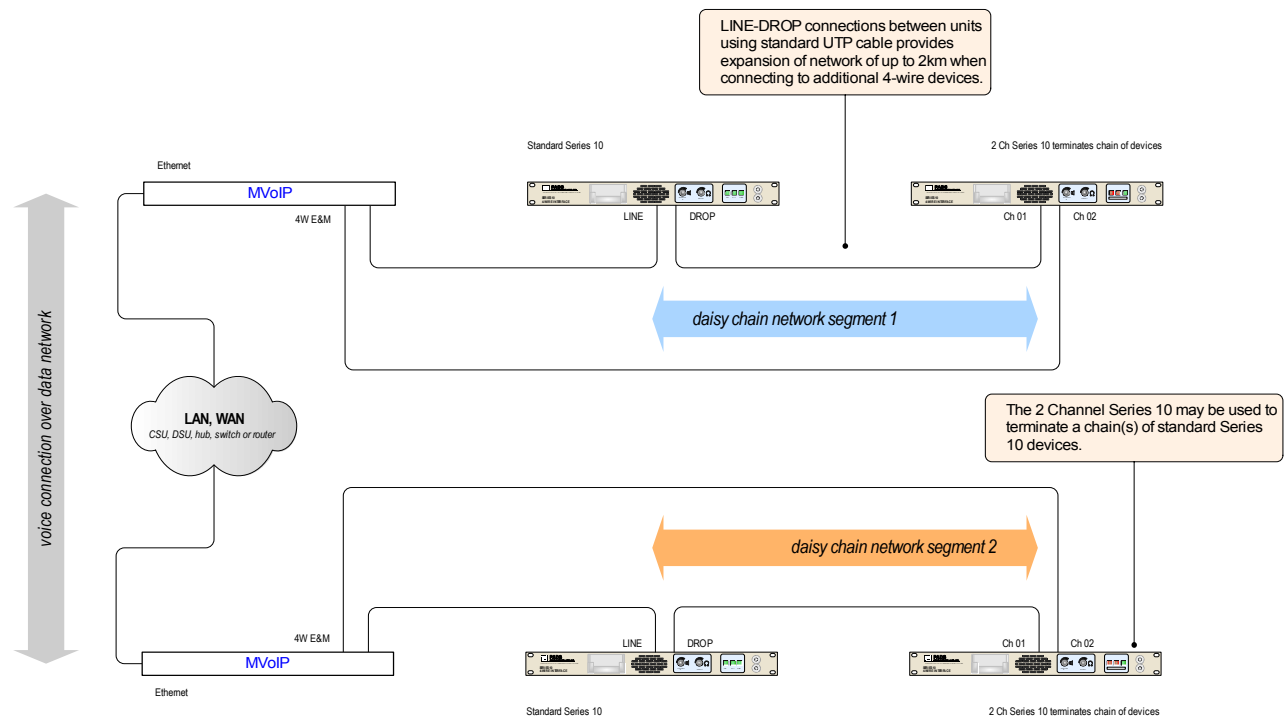 LINE-DROP connections between units
using standard UTP cable provides
expansion of network of up to 2km when
connecting to additional 4-wire devices.
Standard Series 10
2 Ch Series 10 terminates chain of devices
Ethernet
MVoIP
4W E&M
LINE
DROP
Ch 01
Ch 02
daisy chain network segment 1
voice connection over data network
LAN, WAN
CSU, DSU, hub, switch or router
The 2 Channel Series 10 may be used to
terminate a chain(s) of standard Series
10 devices.
daisy chain network segment 2
4W E&M
LINE
DROP
Ch 01
Ch 02
MVoIP
Ethernet
Standard Series 10
2 Ch Series 10 terminates chain of devices